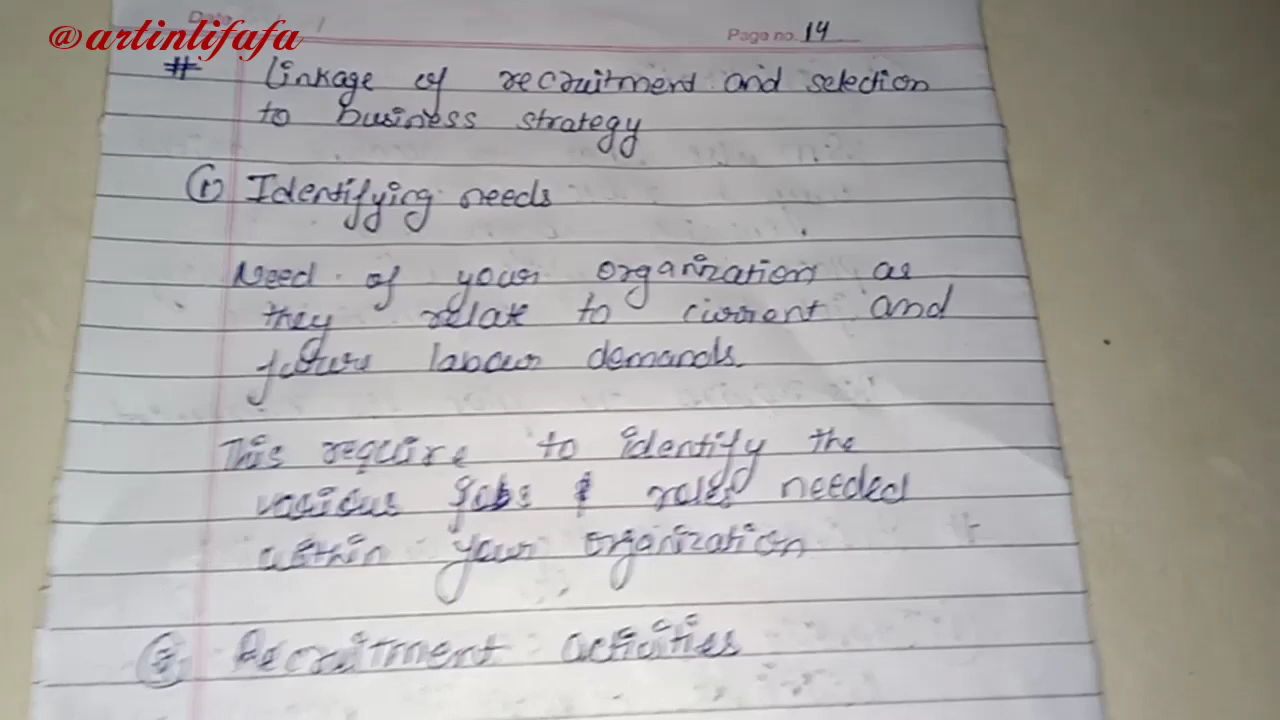 @artinlifafa
Date / /
Page no. 14
# Linkage of recruitment and selection
to business strategy
① Identifying needs
Need of your organization as
they relate to current and
future labour demands.
This require to identify the
various jobs & roles needed
within your organization
② Recruitment activities